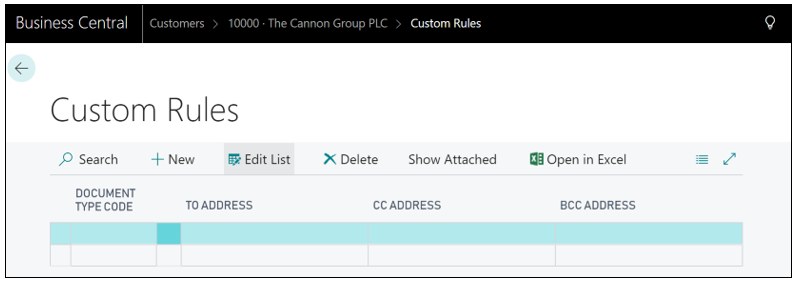 Business Central Customers > 10000 · The Cannon Group PLC > Custom Rules
Custom Rules
Search + New Edit List Delete Show Attached Open in Excel
DOCUMENT
TYPE CODE TO ADDRESS CC ADDRESS BCC ADDRESS